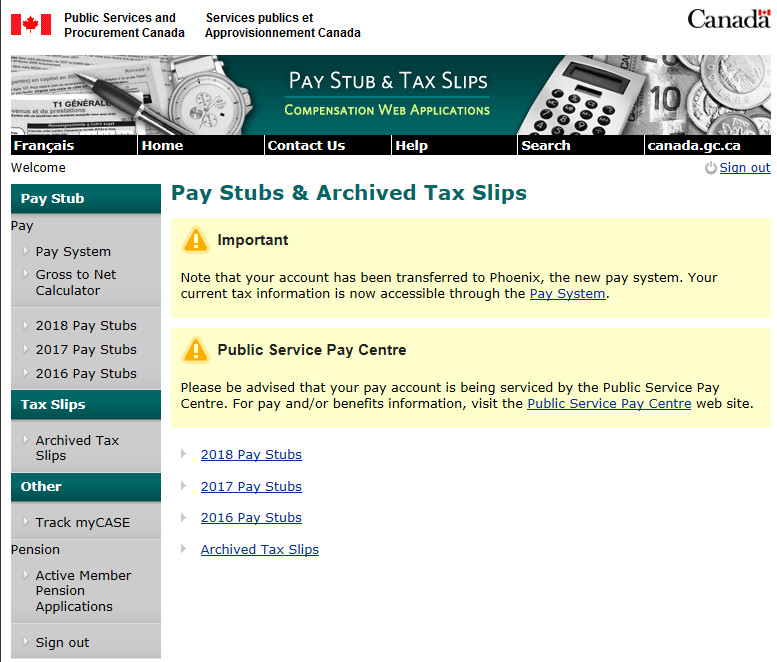 Public Services and
Procurement Canada
Services publics et
Approvisionnement Canada
Canada
T1 GÉNÉRALE
10
PAY STUB & TAX SLIPS
COMPENSATION WEB APPLICATIONS
Français
Home
Contact Us
Help
Search
canada.gc.ca
Welcome
Sign out
Pay Stub
Pay
Pay System
Gross to Net
Calculator
2018 Pay Stubs
2017 Pay Stubs
2016 Pay Stubs
Tax Slips
Archived Tax
Slips
Other
Track myCASE
Pension
Active Member
Pension
Applications
Sign out
Pay Stubs & Archived Tax Slips
Important
Note that your account has been transferred to Phoenix, the new pay system. Your
current tax information is now accessible through the Pay System.
Public Service Pay Centre
Please be advised that your pay account is being serviced by the Public Service Pay
Centre. For pay and/or benefits information, visit the Public Service Pay Centre web site.
2018 Pay Stubs
2017 Pay Stubs
2016 Pay Stubs
Archived Tax Slips